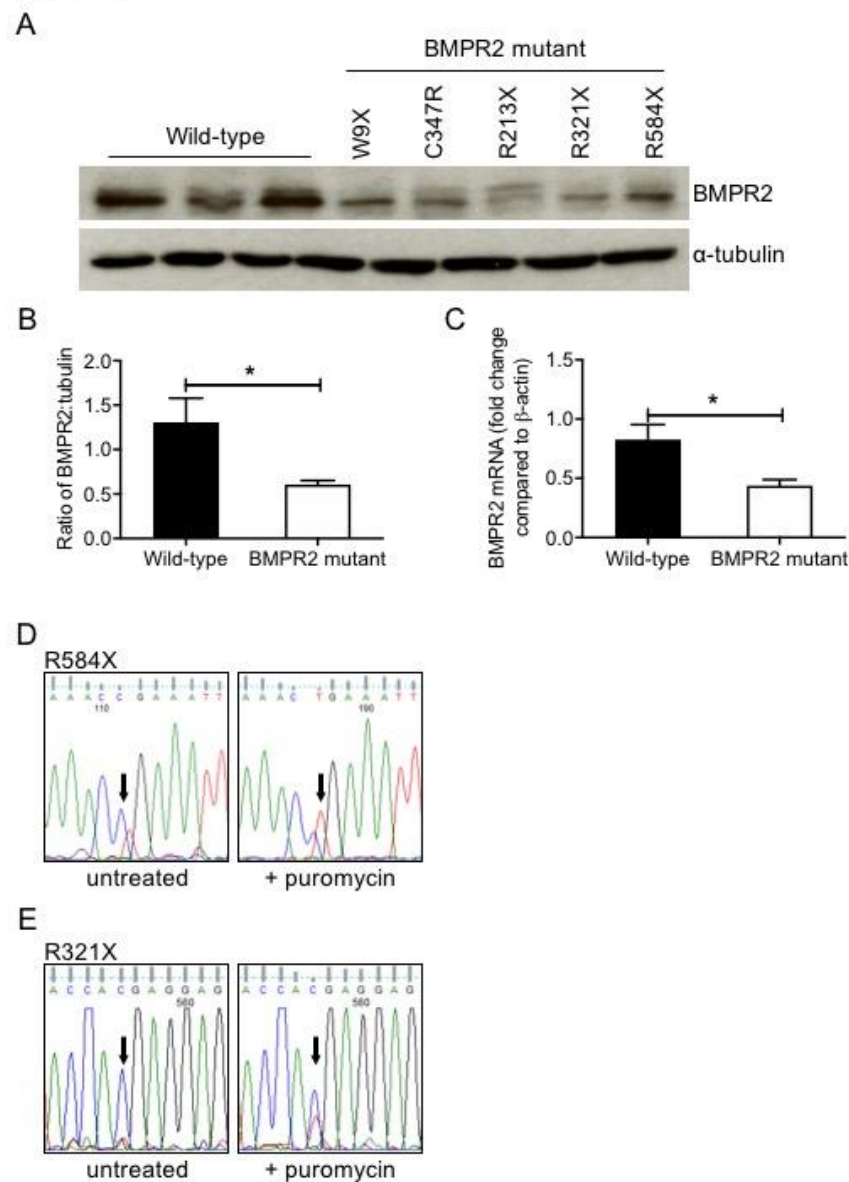 A
BMPR2 mutant
Wild-type
W9X
C347R
R213X
R321X
R584X
BMPR2
α-tubulin
B
Ratio of BMPR2:tubulin
2.0
1.5
1.0
0.5
0.0
*
Wild-type
BMPR2 mutant
C
BMPR2 mRNA (fold change
compared to β-actin)
1.5
1.0
0.5
0.0
*
Wild-type
BMPR2 mutant
D
R584X
A A A C C G A A A T T
110
untreated
A A A C T G A A A T T
190
+ puromycin
E
R321X
A C C A C G A G G A G
560
untreated
A C C A C G A G G A G
560
+ puromycin